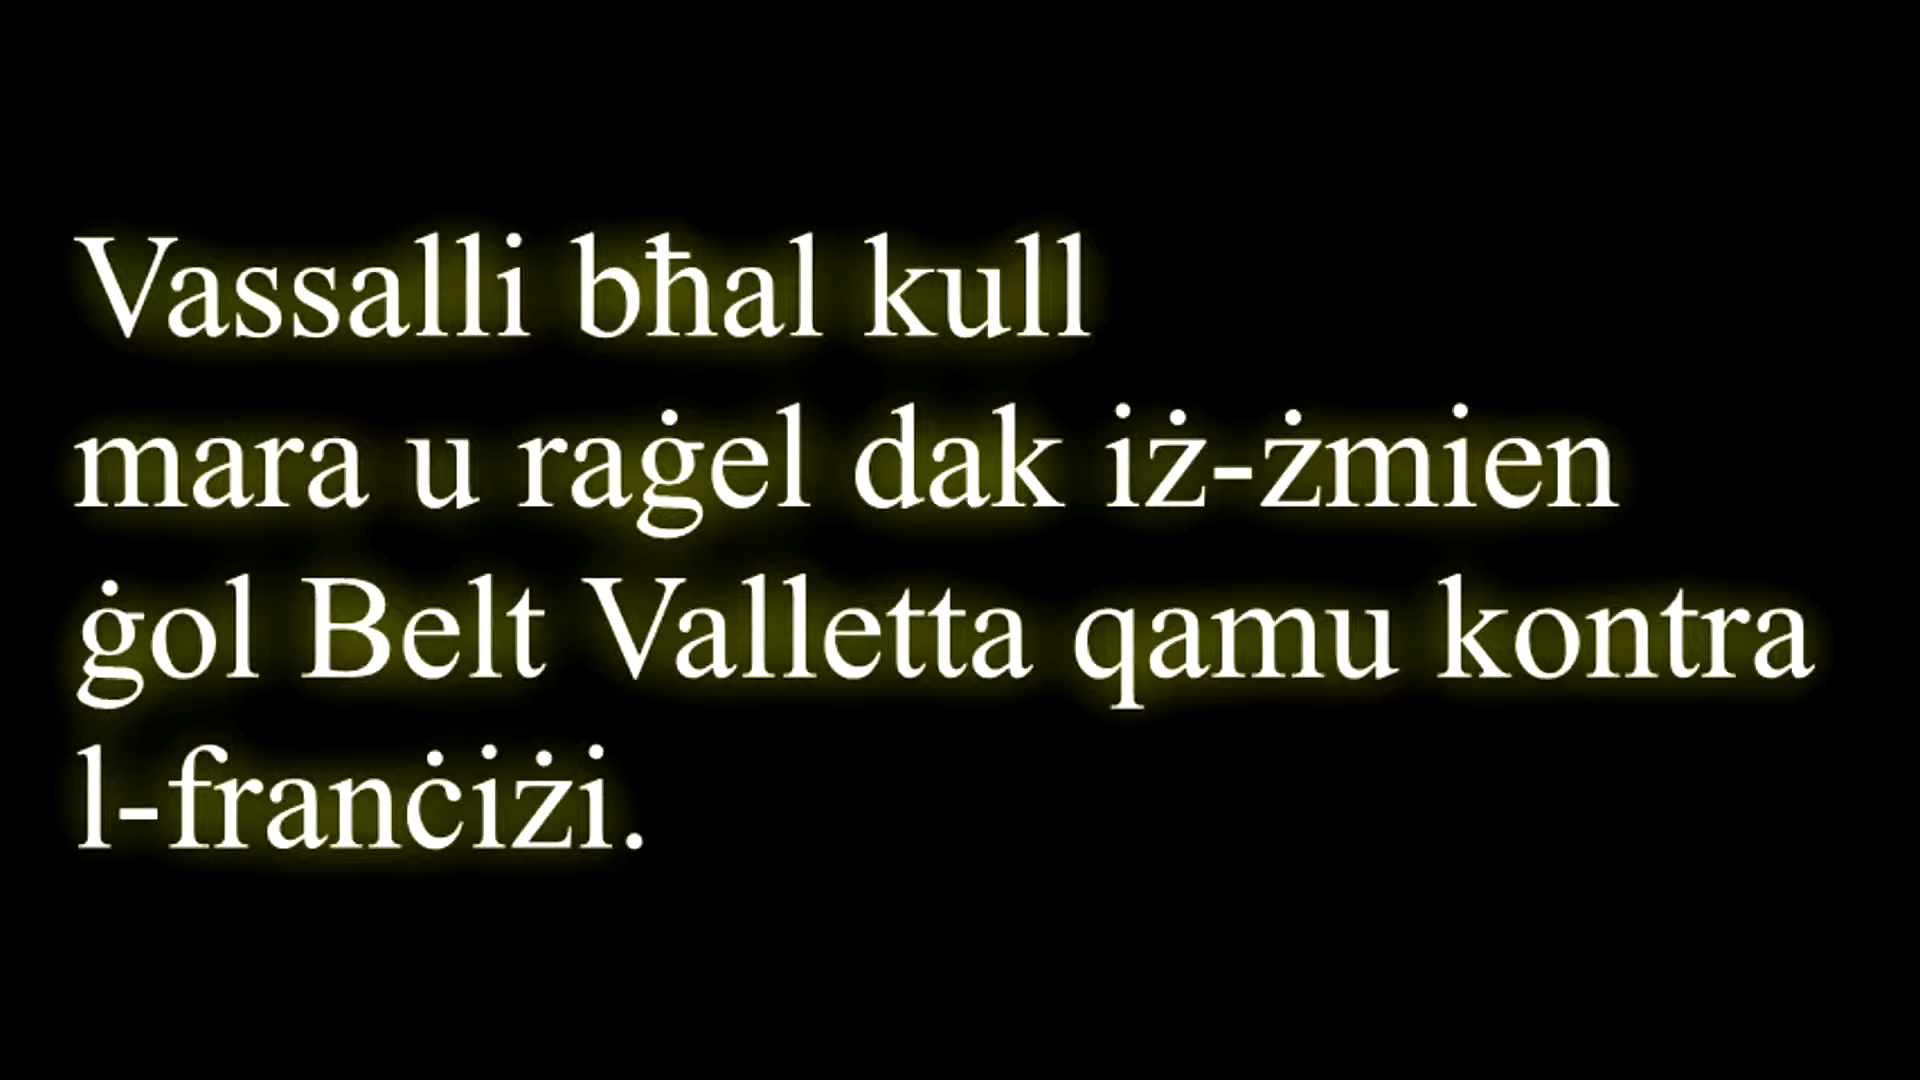 Vassalli bħal kull
mara u raġel dak iż-żmien
ġol Belt Valletta qamu kontra
l-franċiżi.